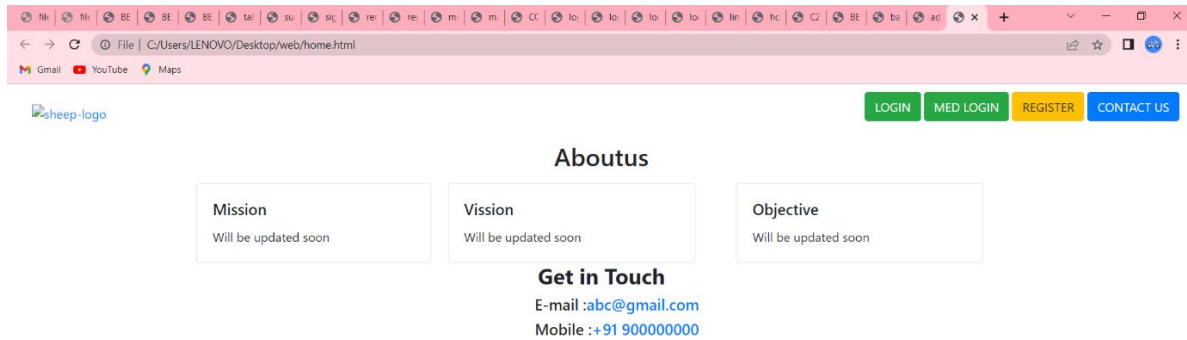 File | C:/Users/LENOVO/Desktop/web/home.html
Gmail YouTube Maps
sheep-logo
LOGIN MED LOGIN REGISTER CONTACT US
Aboutus
Mission Vission Objective
Will be updated soon Will be updated soon Will be updated soon
Get in Touch
E-mail :abc@gmail.com
Mobile :+91 900000000